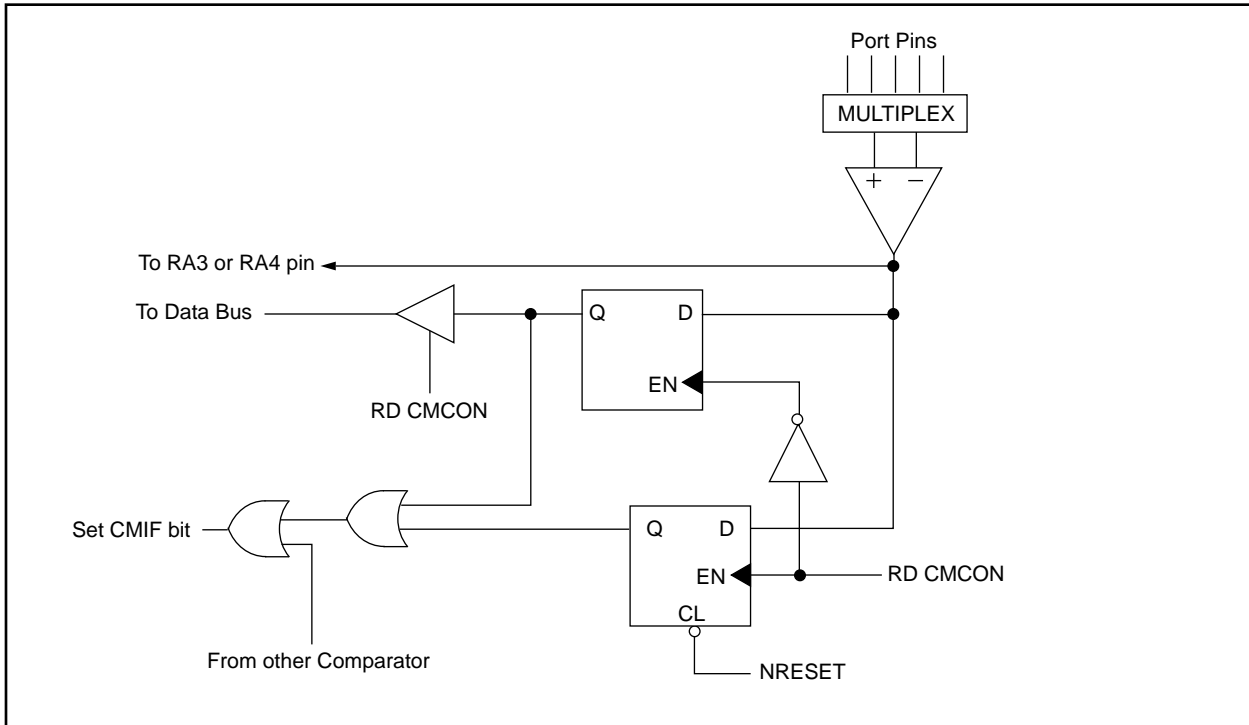 Port Pins
MULTIPLEX
+ −
To RA3 or RA4 pin
To Data Bus
Q D
EN
RD CMCON
Set CMIF bit
Q D
EN
RD CMCON
CL
From other Comparator
NRESET